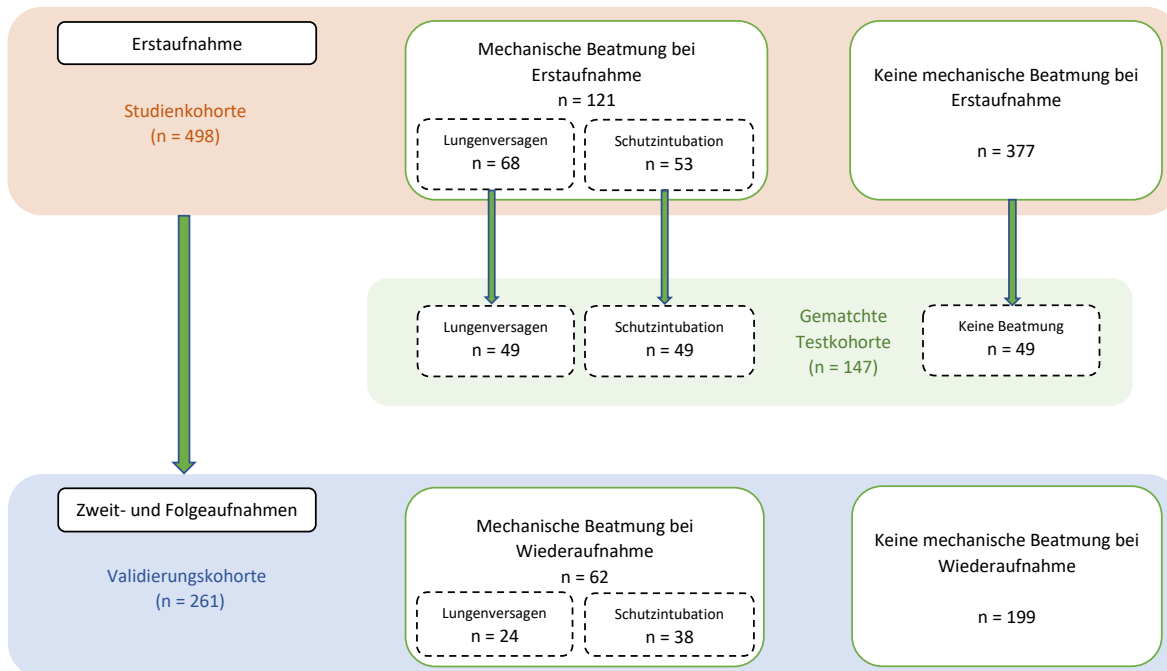 Erstaufnahme
Studienkohorte
(n = 498)
Mechanische Beatmung bei
Erstaufnahme
n = 121
Lungenversagen
n = 68
Schutzintubation
n = 53
Keine mechanische Beatmung bei
Erstaufnahme
n = 377
Lungenversagen
n = 49
Schutzintubation
n = 49
Gematchte
Testkohorte
(n = 147)
Keine Beatmung
n = 49
Zweit- und Folgeaufnahmen
Validierungskohorte
(n = 261)
Mechanische Beatmung bei
Wiederaufnahme
n = 62
Lungenversagen
n = 24
Schutzintubation
n = 38
Keine mechanische Beatmung bei
Wiederaufnahme
n = 199